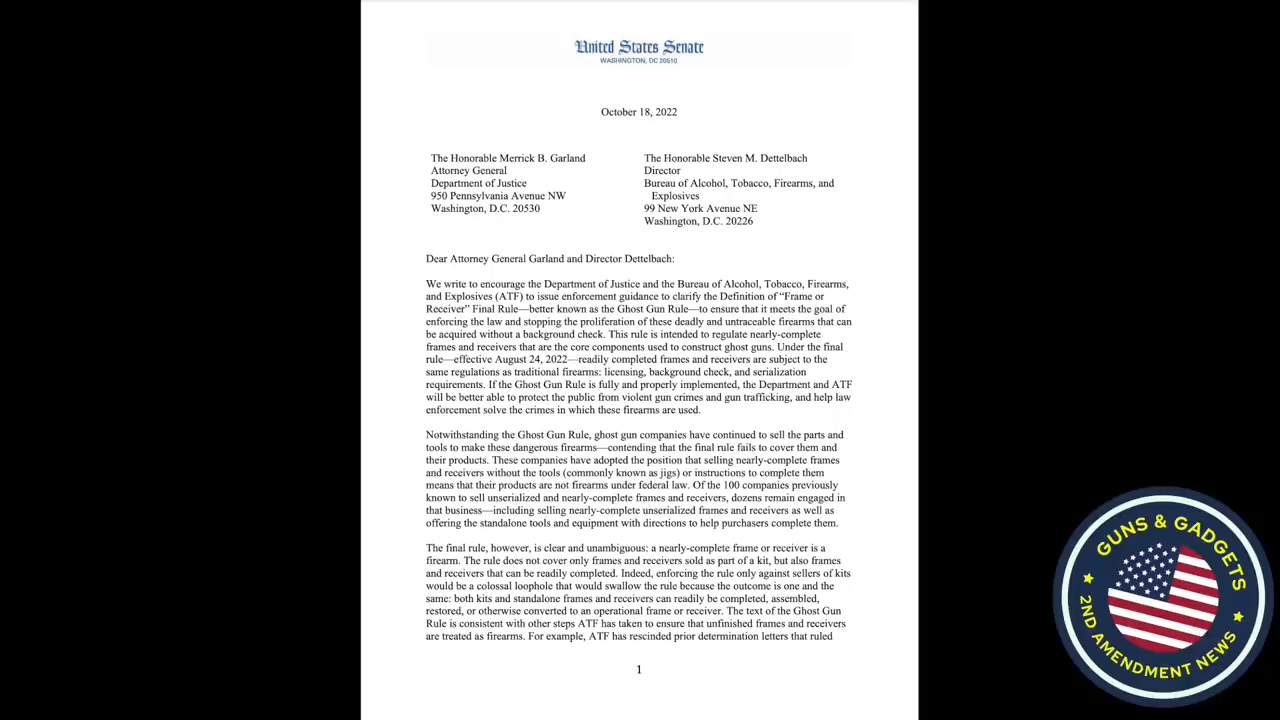 United States Senate
WASHINGTON, DC 20510
October 18, 2022
The Honorable Merrick B. Garland
Attorney General
Department of Justice
950 Pennsylvania Avenue NW
Washington, D.C. 20530
The Honorable Steven M. Dettelbach
Director
Bureau of Alcohol, Tobacco, Firearms, and
Explosives
99 New York Avenue NE
Washington, D.C. 20226
Dear Attorney General Garland and Director Dettelbach:
We write to encourage the Department of Justice and the Bureau of Alcohol, Tobacco, Firearms,
and Explosives (ATF) to issue enforcement guidance to clarify the Definition of “Frame or
Receiver” Final Rule—better known as the Ghost Gun Rule—to ensure that it meets the goal of
enforcing the law and stopping the proliferation of these deadly and untraceable firearms that can
be acquired without a background check. This rule is intended to regulate nearly-complete
frames and receivers that are the core components used to construct ghost guns. Under the final
rule—effective August 24, 2022—readily completed frames and receivers are subject to the
same regulations as traditional firearms: licensing, background check, and serialization
requirements. If the Ghost Gun Rule is fully and properly implemented, the Department and ATF
will be better able to protect the public from violent gun crimes and gun trafficking, and help law
enforcement solve the crimes in which these firearms are used.
Notwithstanding the Ghost Gun Rule, ghost gun companies have continued to sell the parts and
tools to make these dangerous firearms—contending that the final rule fails to cover them and
their products. These companies have adopted the position that selling nearly-complete frames
and receivers without the tools (commonly known as jigs) or instructions to complete them
means that their products are not firearms under federal law. Of the 100 companies previously
known to sell unserialized and nearly-complete frames and receivers, dozens remain engaged in
that business—including selling nearly-complete unserialized frames and receivers as well as
offering the standalone tools and equipment with directions to help purchasers complete them.
The final rule, however, is clear and unambiguous: a nearly-complete frame or receiver is a
firearm. The rule does not cover only frames and receivers sold as part of a kit, but also frames
and receivers that can be readily completed. Indeed, enforcing the rule only against sellers of kits
would be a colossal loophole that would swallow the rule because the outcome is one and the
same: both kits and standalone frames and receivers can readily be completed, assembled,
restored, or otherwise converted to an operational frame or receiver. The text of the Ghost Gun
Rule is consistent with other steps ATF has taken to ensure that unfinished frames and receivers
are treated as firearms. For example, ATF has rescinded prior determination letters that ruled
1
GUNS & GADGETS
2ND AMENDMENT NEWS